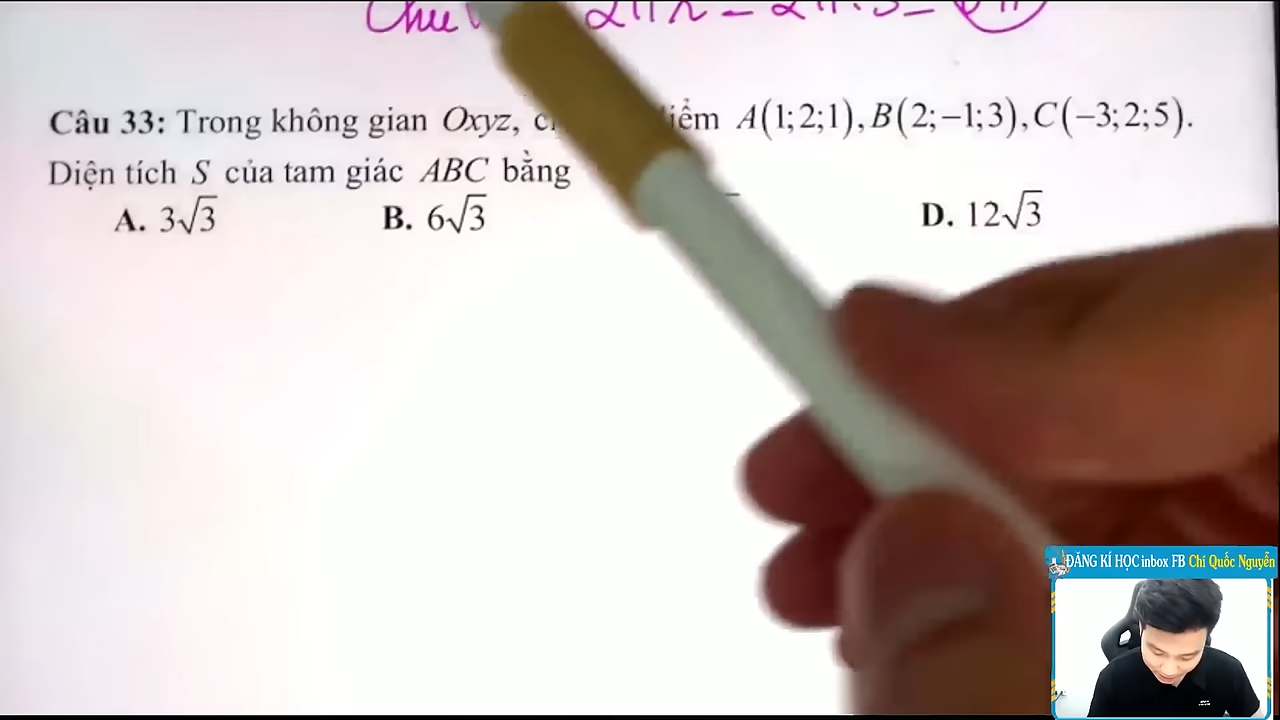 Chu
Câu 33: Trong không gian Oxyz, A(1;2;1), B(2;−1;3), C(−3;2;5).
Diện tích S của tam giác ABC bằng
A. 3√3 B. 6√3 D. 12√3
ĐĂNG KÍ HỌC inbox FB Chí Quốc Nguyễn